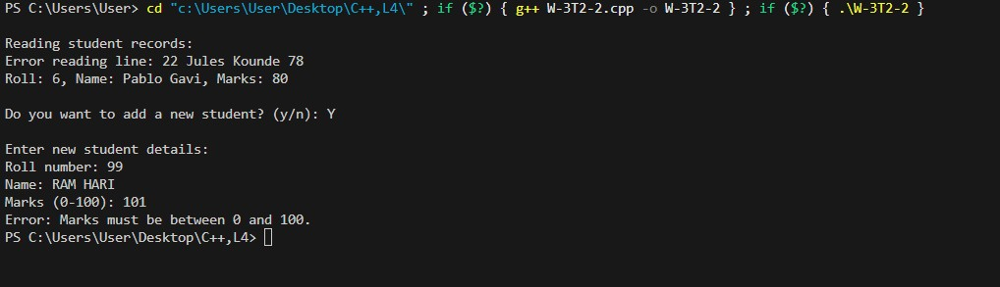 PS C:\Users\User> cd "c:\Users\User\Desktop\C++,L4\" ; if ($?) { g++ W-3T2-2.cpp -o W-3T2-2 } ; if ($?) { .\W-3T2-2 }
Reading student records:
Error reading line: 22 Jules Kounde 78
Roll: 6, Name: Pablo Gavi, Marks: 80
Do you want to add a new student? (y/n): Y
Enter new student details:
Roll number: 99
Name: RAM HARI
Marks (0-100): 101
Error: Marks must be between 0 and 100.
PS C:\Users\User\Desktop\C++,L4>